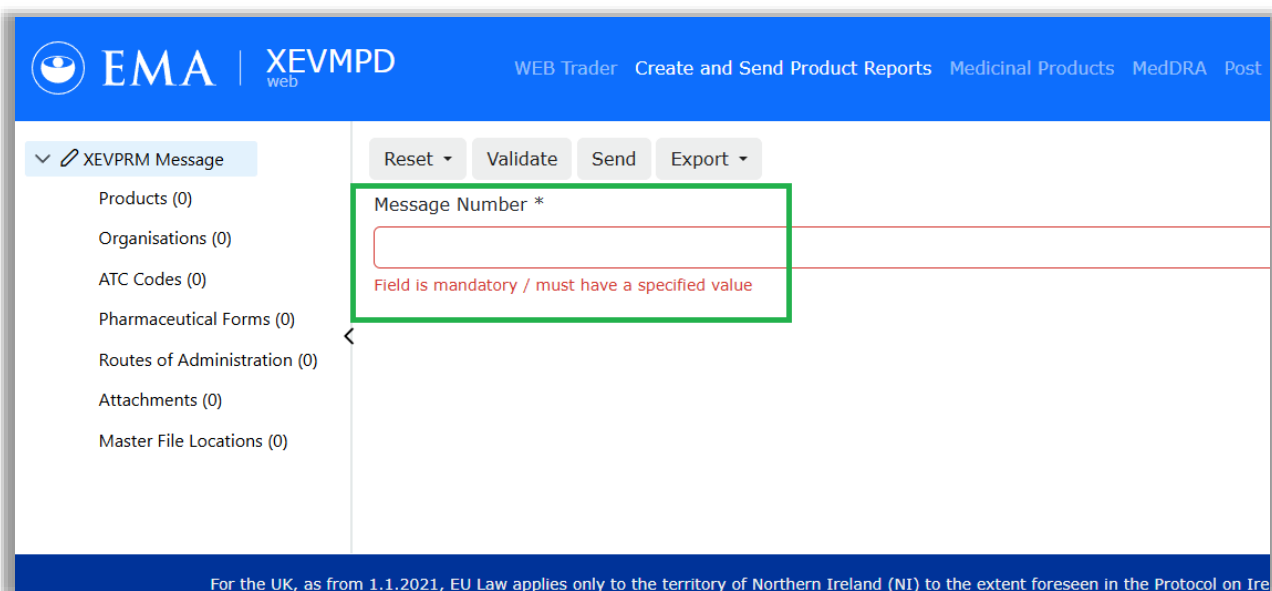 EMA | XEVMPD
web
WEB Trader Create and Send Product Reports Medicinal Products MedDRA Post
XEVPRM Message
Products (0)
Organisations (0)
ATC Codes (0)
Pharmaceutical Forms (0)
Routes of Administration (0)
Attachments (0)
Master File Locations (0)
Reset Validate Send Export
Message Number *
Field is mandatory / must have a specified value
For the UK, as from 1.1.2021, EU Law applies only to the territory of Northern Ireland (NI) to the extent foreseen in the Protocol on Ire